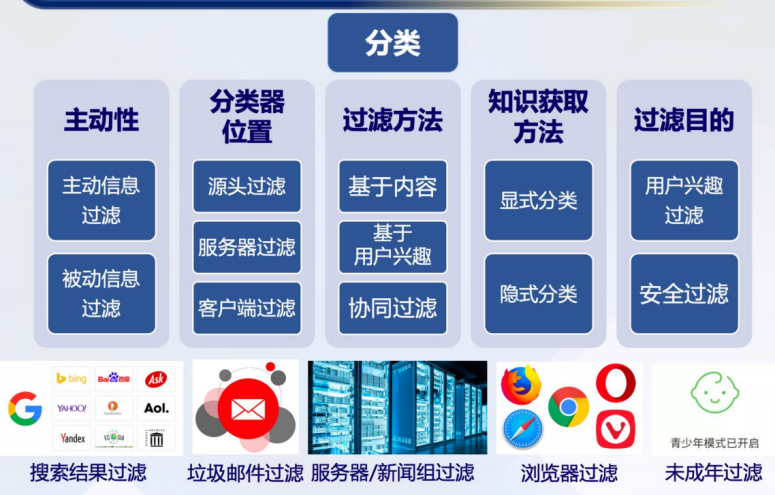 分类
主动性
主动信息
过滤
被动信息
过滤
分类器
位置
源头过滤
服务器过滤
客户端过滤
过滤方法
基于内容
基于
用户兴趣
协同过滤
知识获取
方法
显式分类
隐式分类
过滤目的
用户兴趣
过滤
安全过滤
bing
Bai百度
Ask
YAHOO!
Aol.
Yandex
青少年模式已开启
搜索结果过滤
垃圾邮件过滤
服务器/新闻组过滤
浏览器过滤
未成年过滤